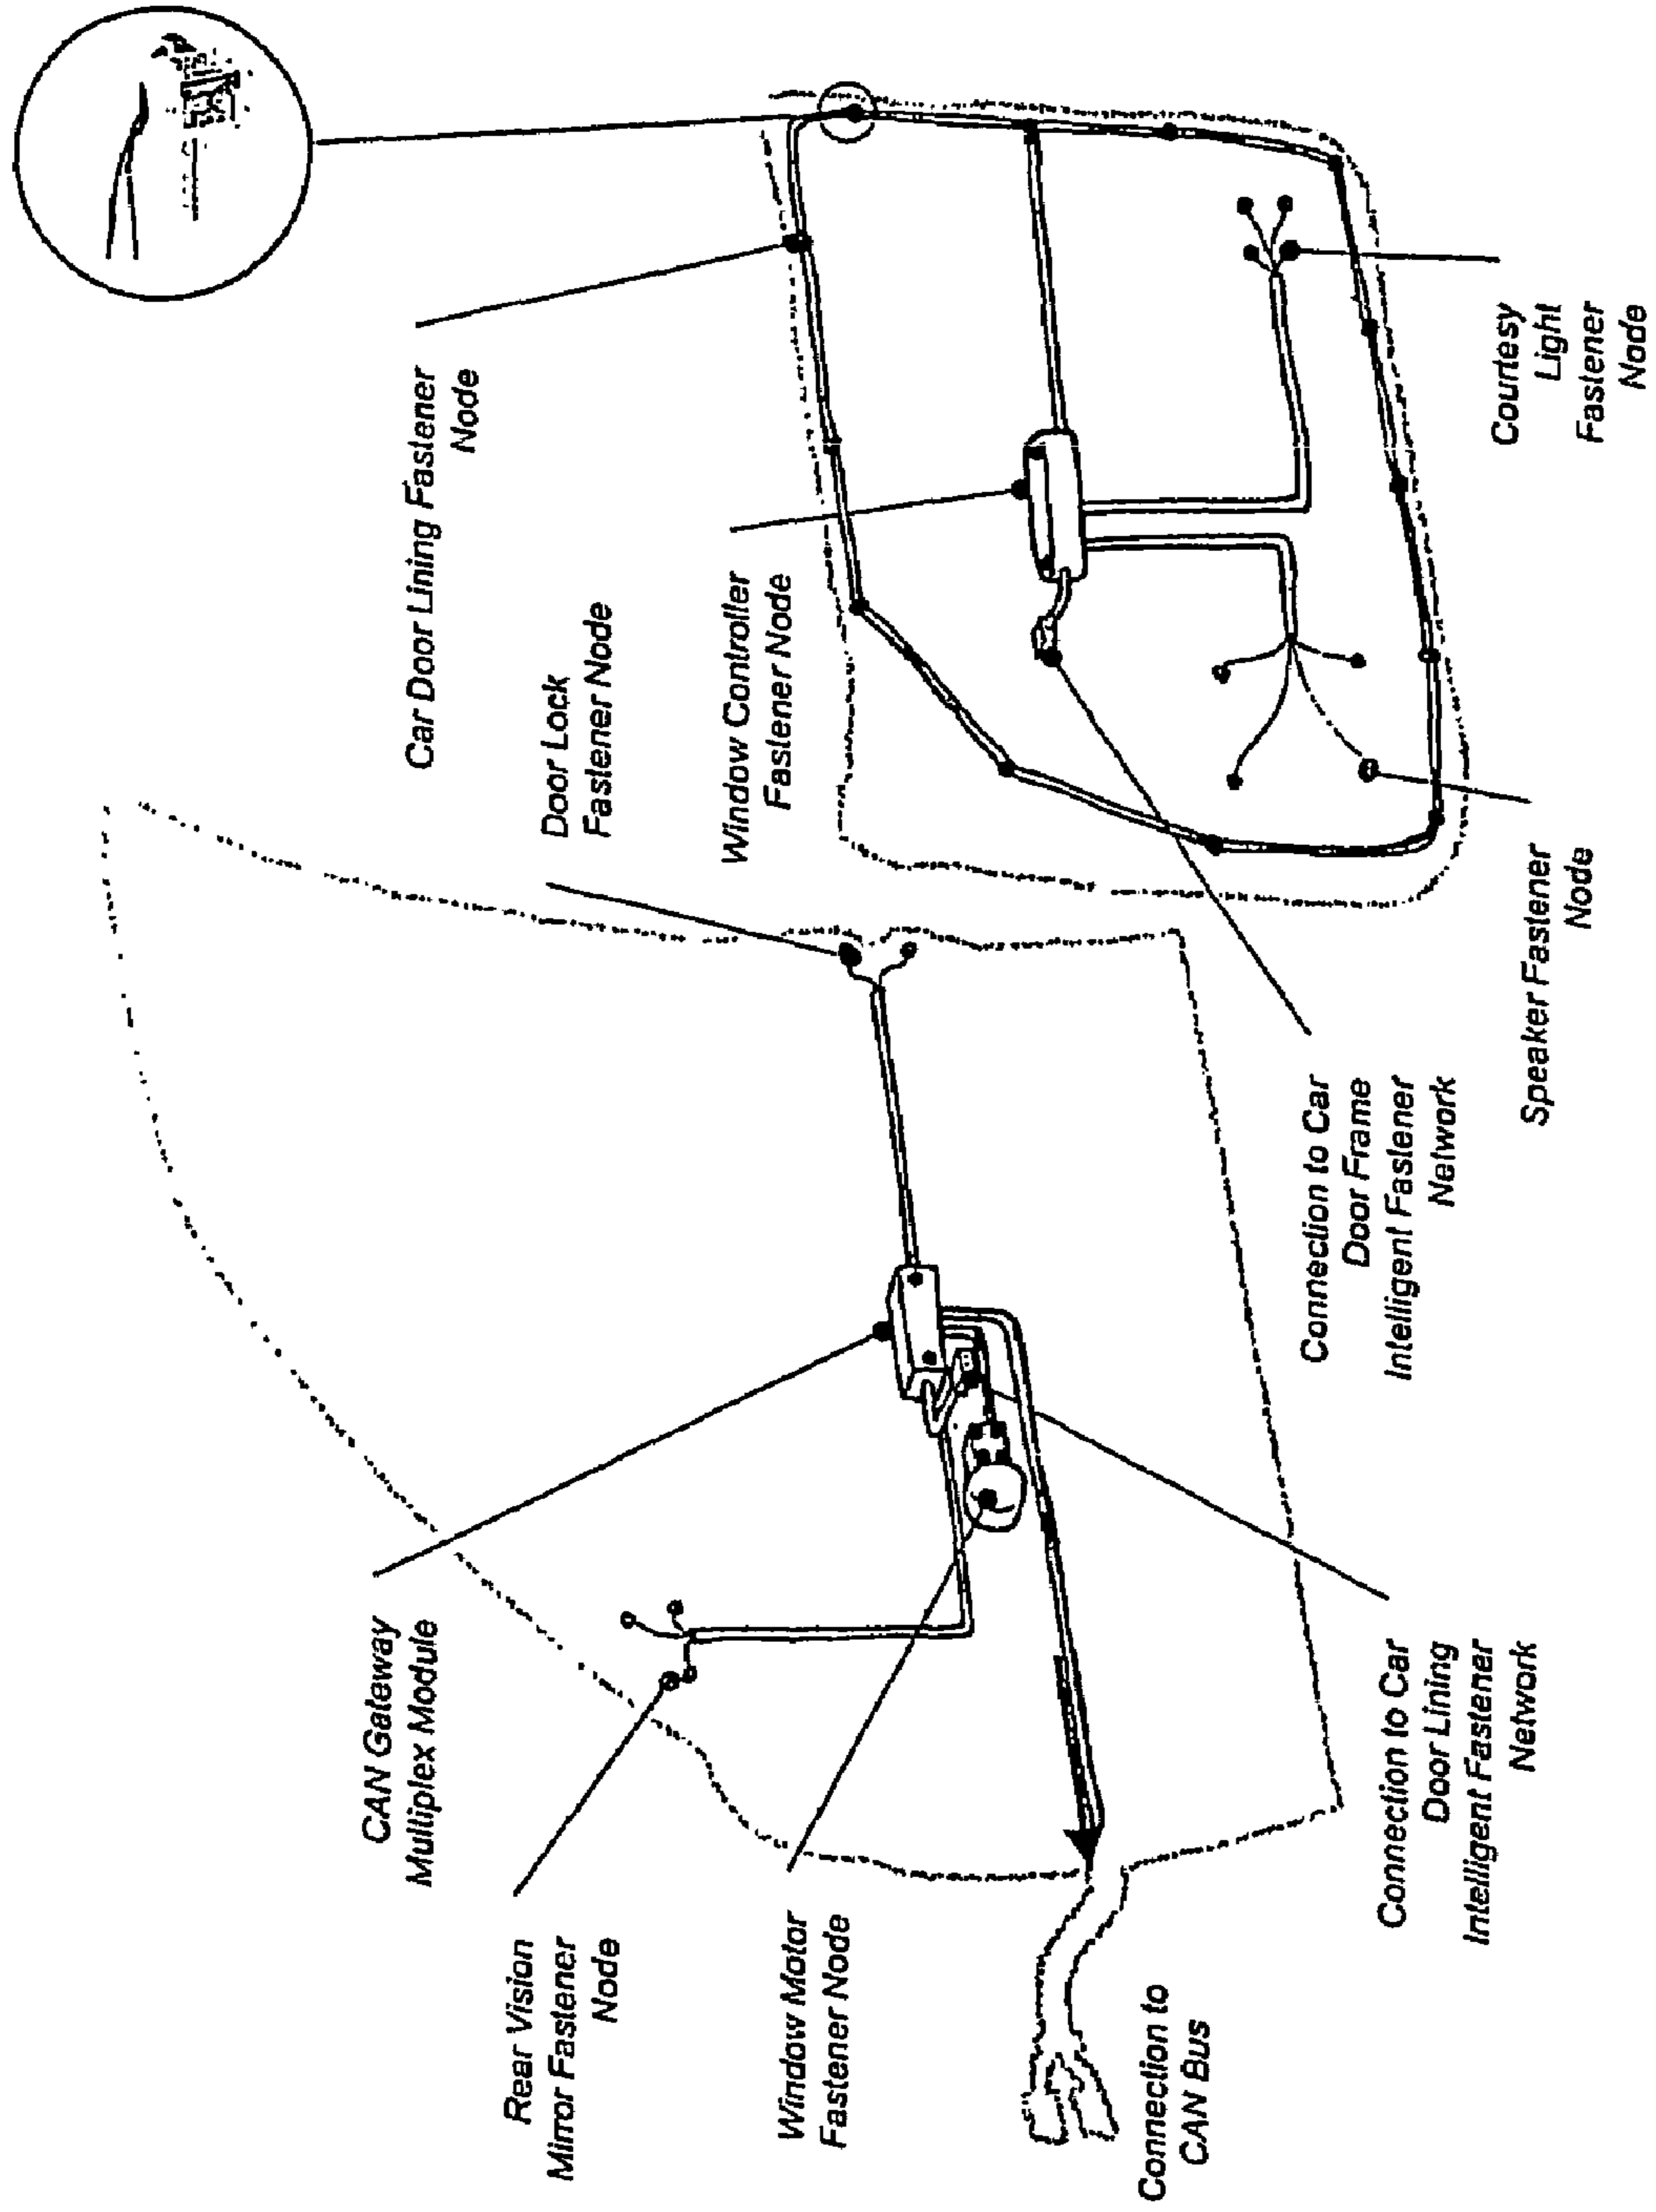 Car Door Lining Fastener
Node
Door Lock
Fastener Node
Window Controller
Fastener Node
CAN Gateway
Multiplex Module
Rear Vision
Mirror Fastener
Node
Window Motor
Fastener Node
Connection to
CAN Bus
Connection to Car
Door Lining
Intelligent Fastener
Network
Connection to Car
Door Frame
Intelligent Fastener
Network
Speaker Fastener
Node
Courtesy
Light
Fastener
Node